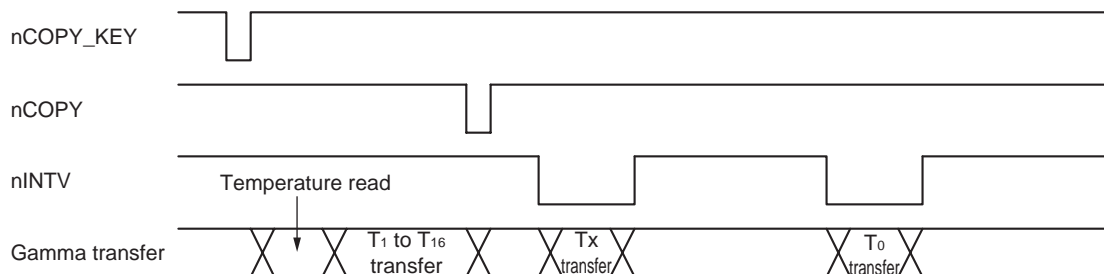 nCOPY_KEY
nCOPY
nINTV
Temperature read
Gamma transfer
T1 to T16
transfer
Tx
transfer
T0
transfer